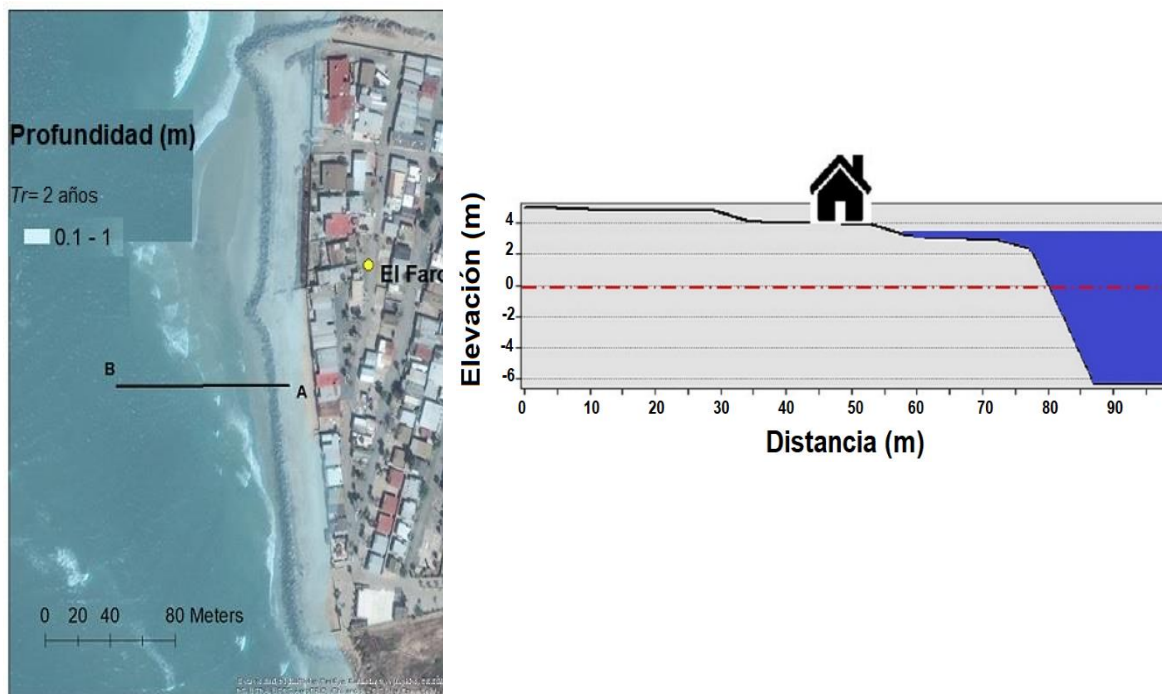 Profundidad (m)
Tr= 2 años
0.1 - 1
El Faro
B
A
0 20 40 80 Meters
Elevación (m)
4
2
0
-2
-4
-6
0 10 20 30 40 50 60 70 80 90
Distancia (m)